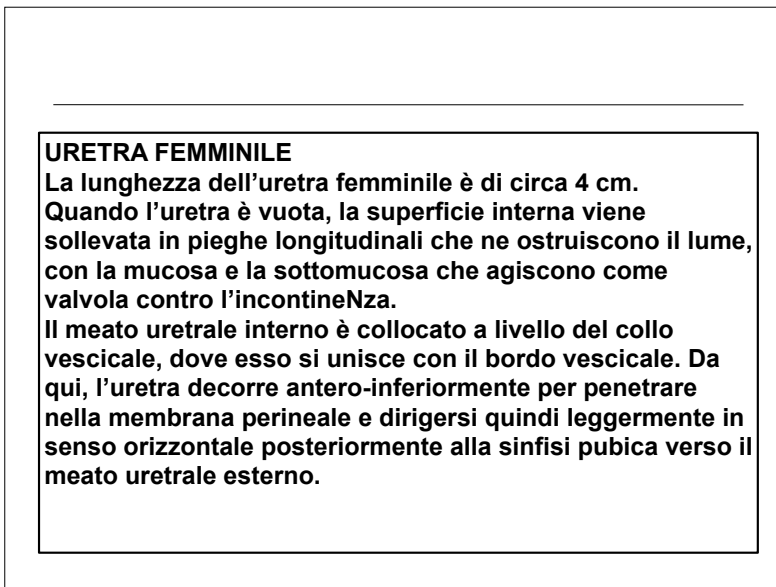 URETRA FEMMINILE
La lunghezza dell’uretra femminile è di circa 4 cm.
Quando l’uretra è vuota, la superficie interna viene
sollevata in pieghe longitudinali che ne ostruiscono il lume,
con la mucosa e la sottomucosa che agiscono come
valvola contro l’incontineNza.
Il meato uretrale interno è collocato a livello del collo
vescicale, dove esso si unisce con il bordo vescicale. Da
qui, l’uretra decorre antero-inferiormente per penetrare
nella membrana perineale e dirigersi quindi leggermente in
senso orizzontale posteriormente alla sinfisi pubica verso il
meato uretrale esterno.